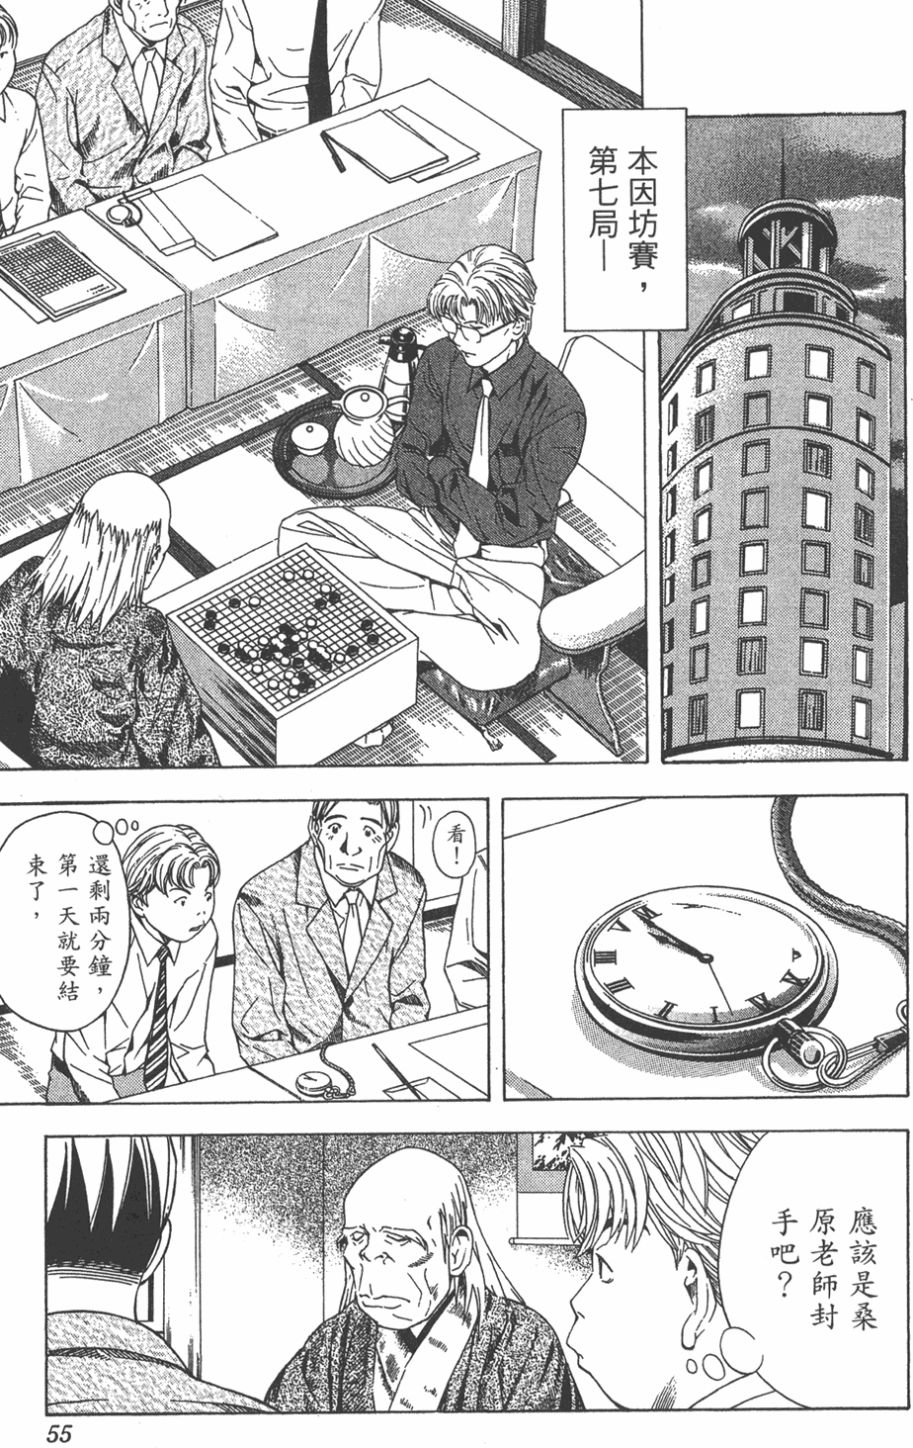 本因坊賽，
第七局—
看！
還剩兩分鐘，
第一天就要結
束了，
應該是桑
原老師封
手吧？
55